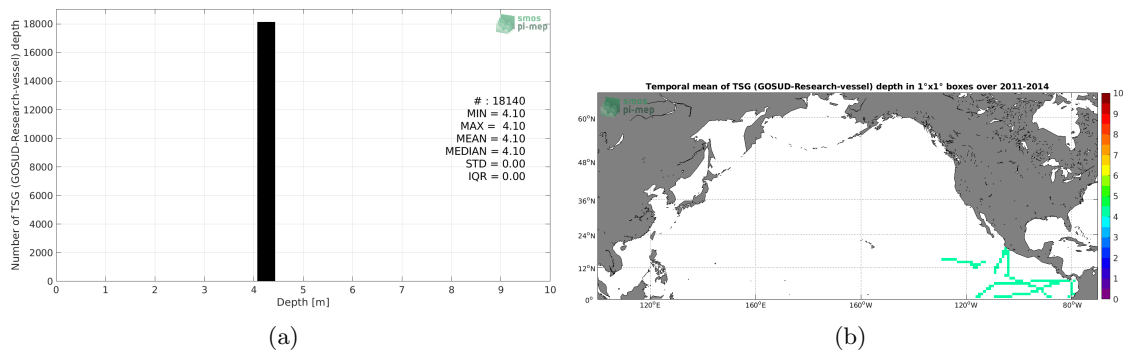 Number of TSG (GOSUD-Research-vessel) depth
18000
16000
14000
12000
10000
8000
6000
4000
2000
0
0 1 2 3 4 5 6 7 8 9 10
Depth [m]
smos
pi-mep
# : 18140
MIN = 4.10
MAX = 4.10
MEAN = 4.10
MEDIAN = 4.10
STD = 0.00
IQR = 0.00
(a)
Temporal mean of TSG (GOSUD-Research-vessel) depth in 1°x1° boxes over 2011-2014
smos
pi-mep
60°N
48°N
36°N
24°N
12°N
0°
120°E 160°E 160°W 120°W 80°W
10
9
8
7
6
5
4
3
2
1
0
(b)